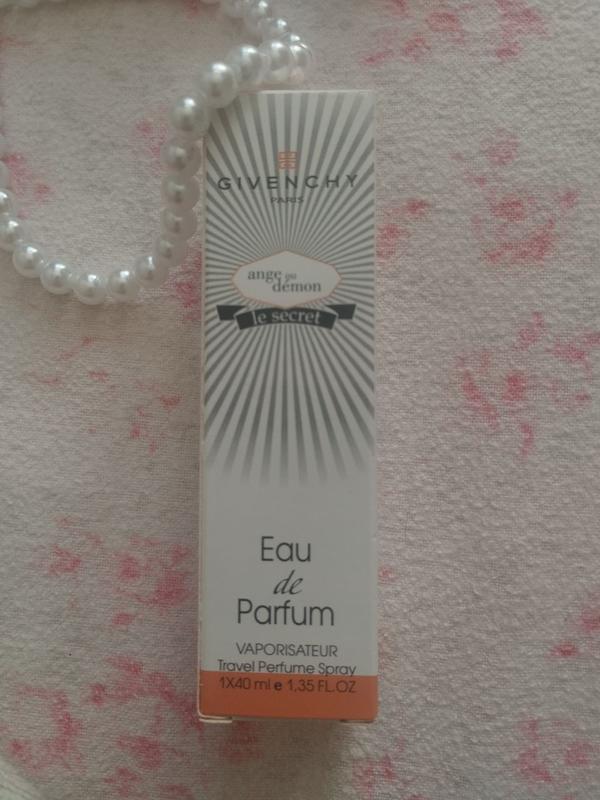 GIVENCHY
PARIS
ange ou
démon
le secret
Eau
de
Parfum
VAPORISATEUR
Travel Perfume Spray
1X40 ml e 1,35 FL.OZ